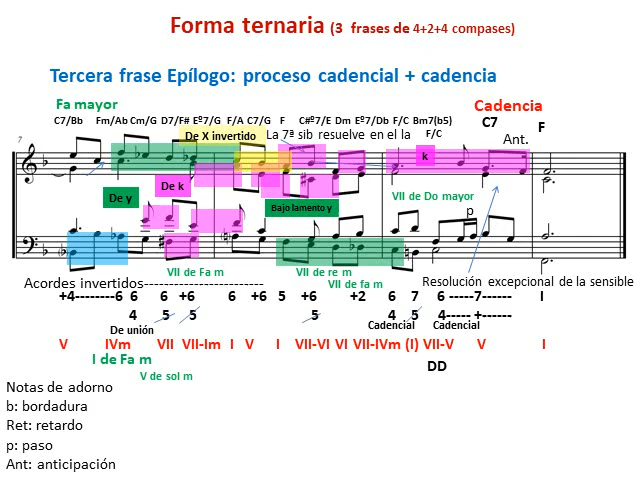 Forma ternaria (3 frases de 4+2+4 compases)
Tercera frase Epílogo: proceso cadencial + cadencia
Fa mayor
Cadencia
C7/Bb Fm/Ab Cm/G D7/F# Eº7/G F/A C7/G F C#º7/E Dm Eº7/Db F/C Bm7(b5) C7 F
F/C
De X invertido
La 7ª sib resuelve en el la
Ant.
7
k
De k
De y
VII de Do mayor
Bajo lamento y
p
VII de Fa m
VII de re m
VII de fa m
Resolución excepcional de la sensible
Acordes invertidos-----------------------
+4--------6 6 6 +6 6 +6 5 +6 +2 6 7 6 -----7------ I
4 5 5 5 4 5 4----- +------
De unión
Cadencial
Cadencial
V IVm VII VII-Im I V I VII-VI VI VII-IVm (I) VII-V V I
I de Fa m
DD
V de sol m
Notas de adorno
b: bordadura
Ret: retardo
p: paso
Ant: anticipación